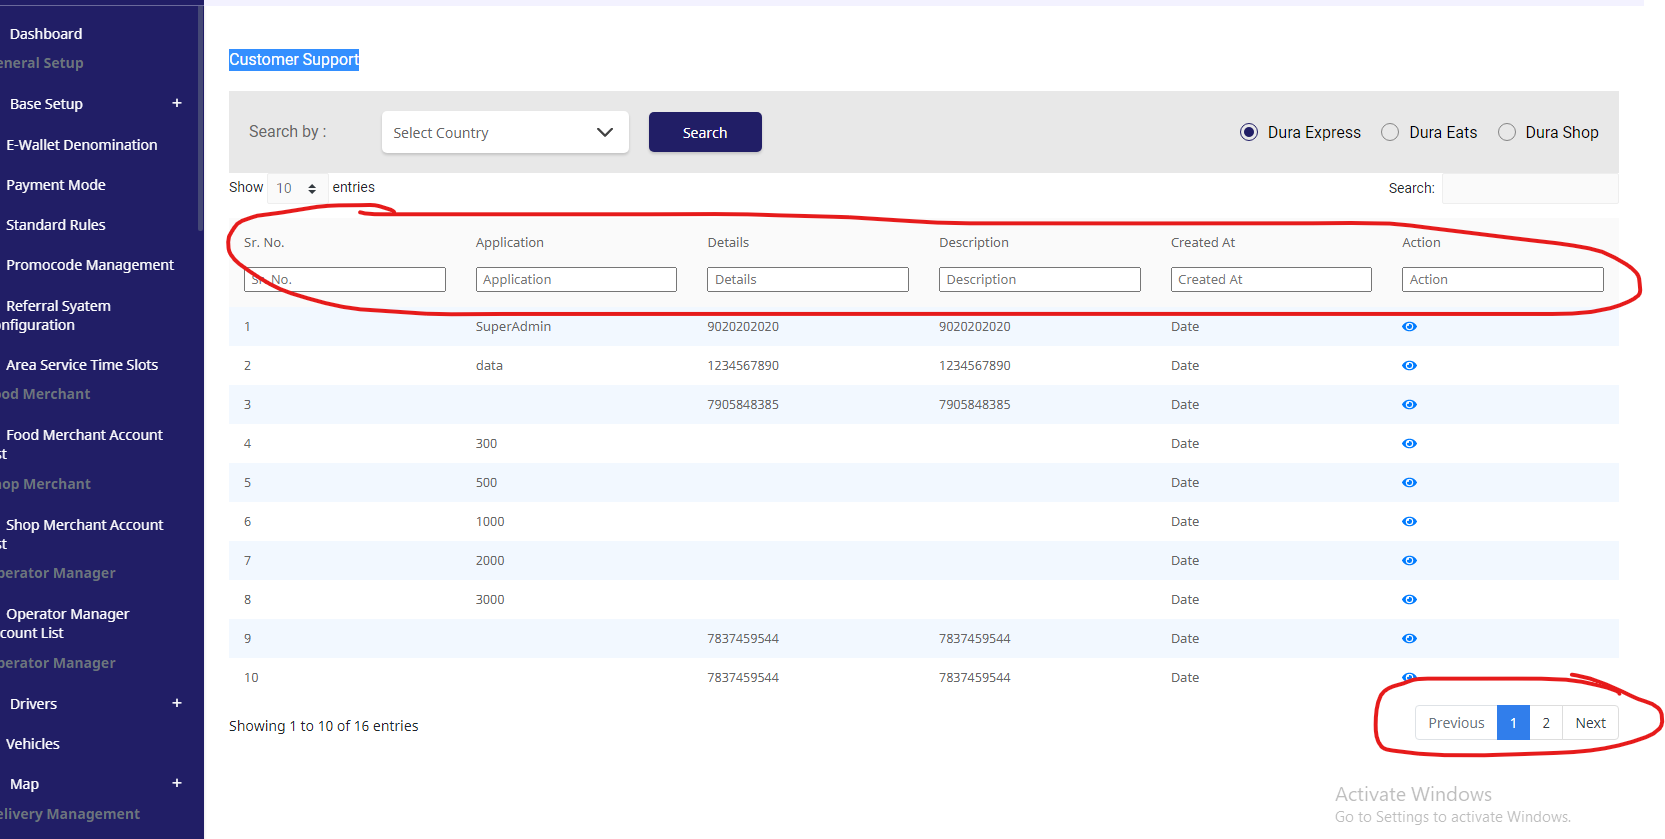 Dashboard
eneral Setup
Base Setup +
E-Wallet Denomination
Payment Mode
Standard Rules
Promocode Management
Referral Syatem
onfiguration
Area Service Time Slots
ood Merchant
Food Merchant Account
st
hop Merchant
Shop Merchant Account
st
perator Manager
Operator Manager
ccount List
perator Manager
Drivers +
Vehicles
Map +
elivery Management
Customer Support
Search by : Select Country Search Dura Express Dura Eats Dura Shop
Show 10 entries Search:
Sr. No. Application Details Description Created At Action
Sr. No. Application Details Description Created At Action
1 SuperAdmin 9020202020 9020202020 Date
2 data 1234567890 1234567890 Date
3 7905848385 7905848385 Date
4 300 Date
5 500 Date
6 1000 Date
7 2000 Date
8 3000 Date
9 7837459544 7837459544 Date
10 7837459544 7837459544 Date
Showing 1 to 10 of 16 entries Previous 1 2 Next
Activate Windows
Go to Settings to activate Windows.